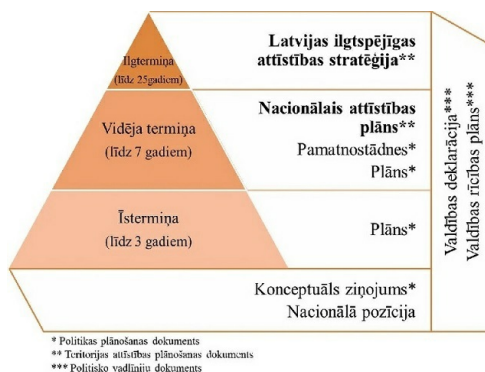 Ilgtermiņa
(līdz 25gadiem)
Latvijas ilgtspējīgas
attīstības stratēģija**
Vidēja termiņa
(līdz 7 gadiem)
Nacionālais attīstības
plāns**
Pamatnostādnes*
Plāns*
Īstermiņa
(līdz 3 gadiem)
Plāns*
Konceptuāls ziņojums*
Nacionālā pozīcija
Valdības deklarācija***
Valdības rīcības plāns***
* Politikas plānošanas dokuments
** Teritorijas attīstības plānošanas dokuments
*** Politisko vadlīniju dokuments